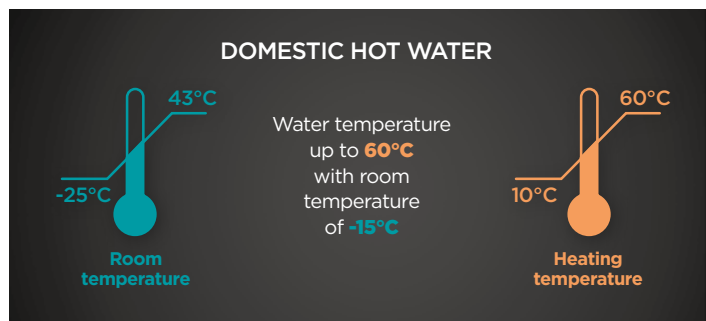 DOMESTIC HOT WATER
43°C
-25°C
Room
temperature
Water temperature
up to 60°C
with room
temperature
of -15°C
60°C
10°C
Heating
temperature